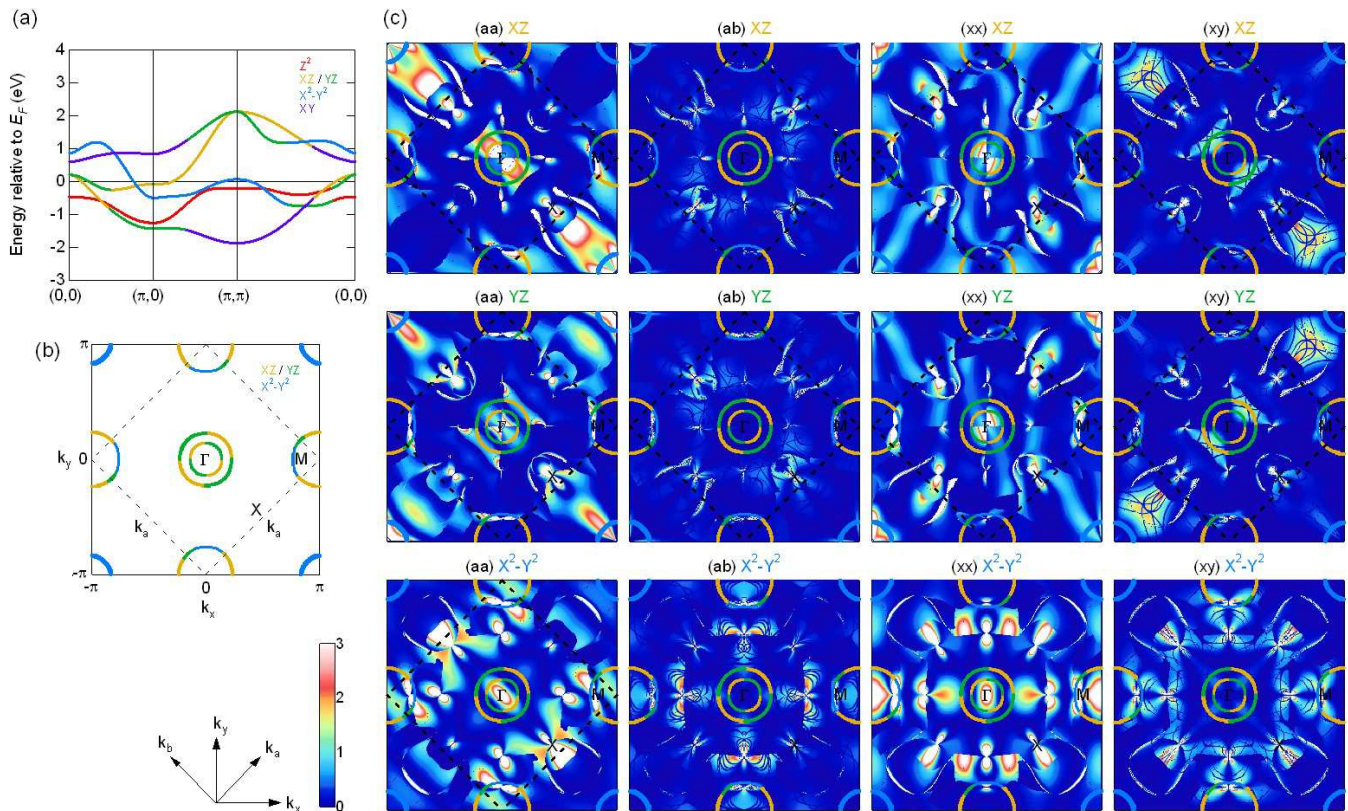 (a)
4
3
2
1
0
-1
-2
-3
Energy relative to E_F (eV)
Z²
XZ / YZ
X²-Y²
XY
(0,0)
(π,0)
(π,π)
(0,0)
(b)
π
k_y 0
-π
XZ / YZ
X²-Y²
Γ
M
X
k_a
k_a
-π
0
π
k_x
3
2
1
0
k_b
k_y
k_a
k_x
(c)
(aa) XZ
(ab) XZ
(xx) XZ
(xy) XZ
Γ M X
Γ M X
Γ M X
Γ M X
(aa) YZ
(ab) YZ
(xx) YZ
(xy) YZ
Γ M X
Γ M X
Γ M X
Γ M X
(aa) X²-Y²
(ab) X²-Y²
(xx) X²-Y²
(xy) X²-Y²
Γ M X
Γ M X
Γ M X
Γ M X